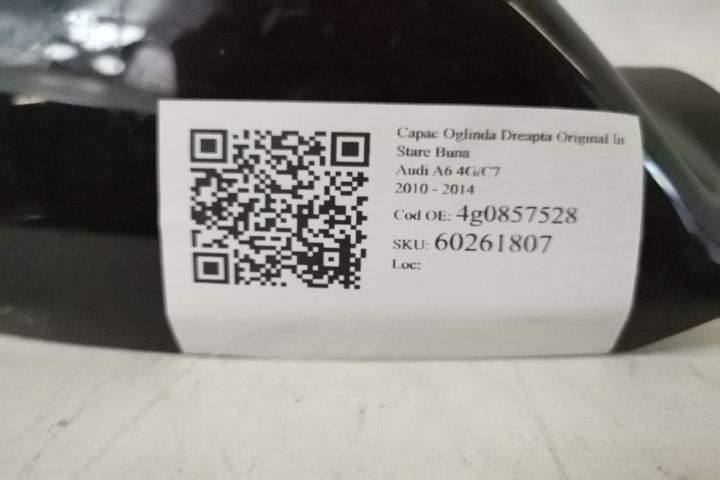 Capac Oglinda Dreapta Original In
Stare Buna
Audi A6 4G/C7
2010 - 2014
Cod OE: 4g0857528
SKU: 60261807
Loc: